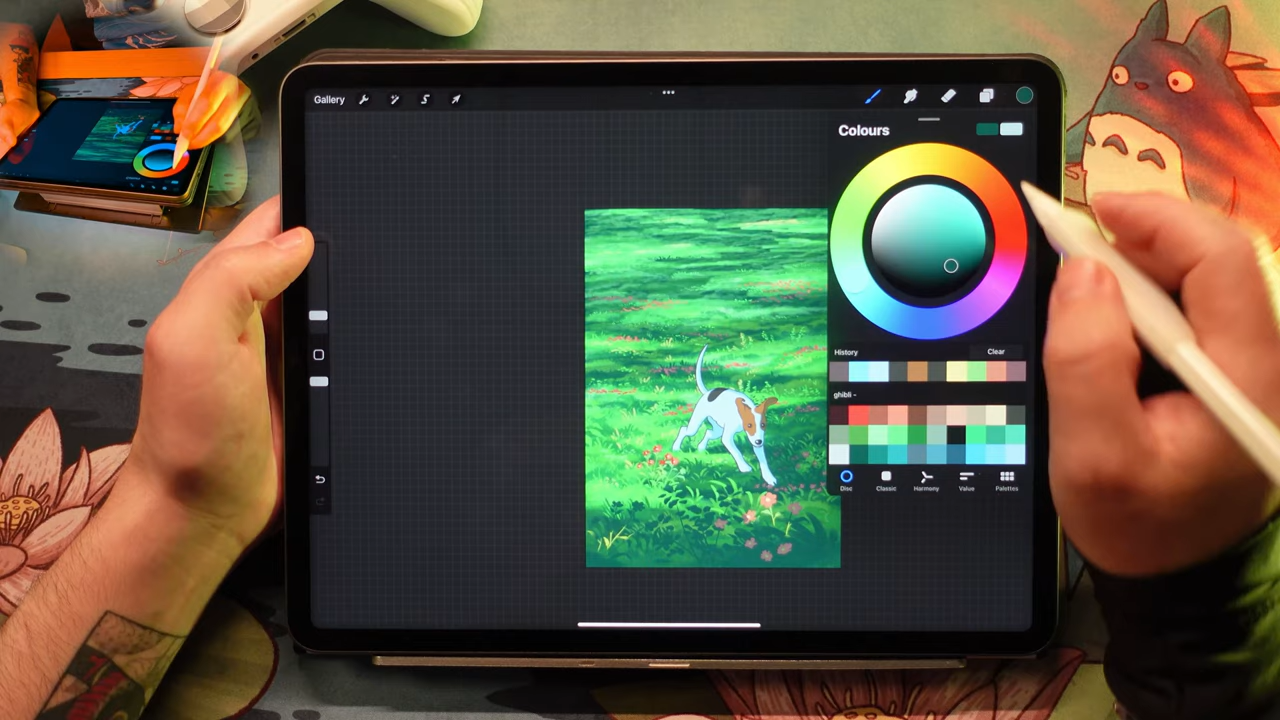 Gallery
Colours
History
Clear
ghibli -
Disc
Classic
Harmony
Value
Palettes